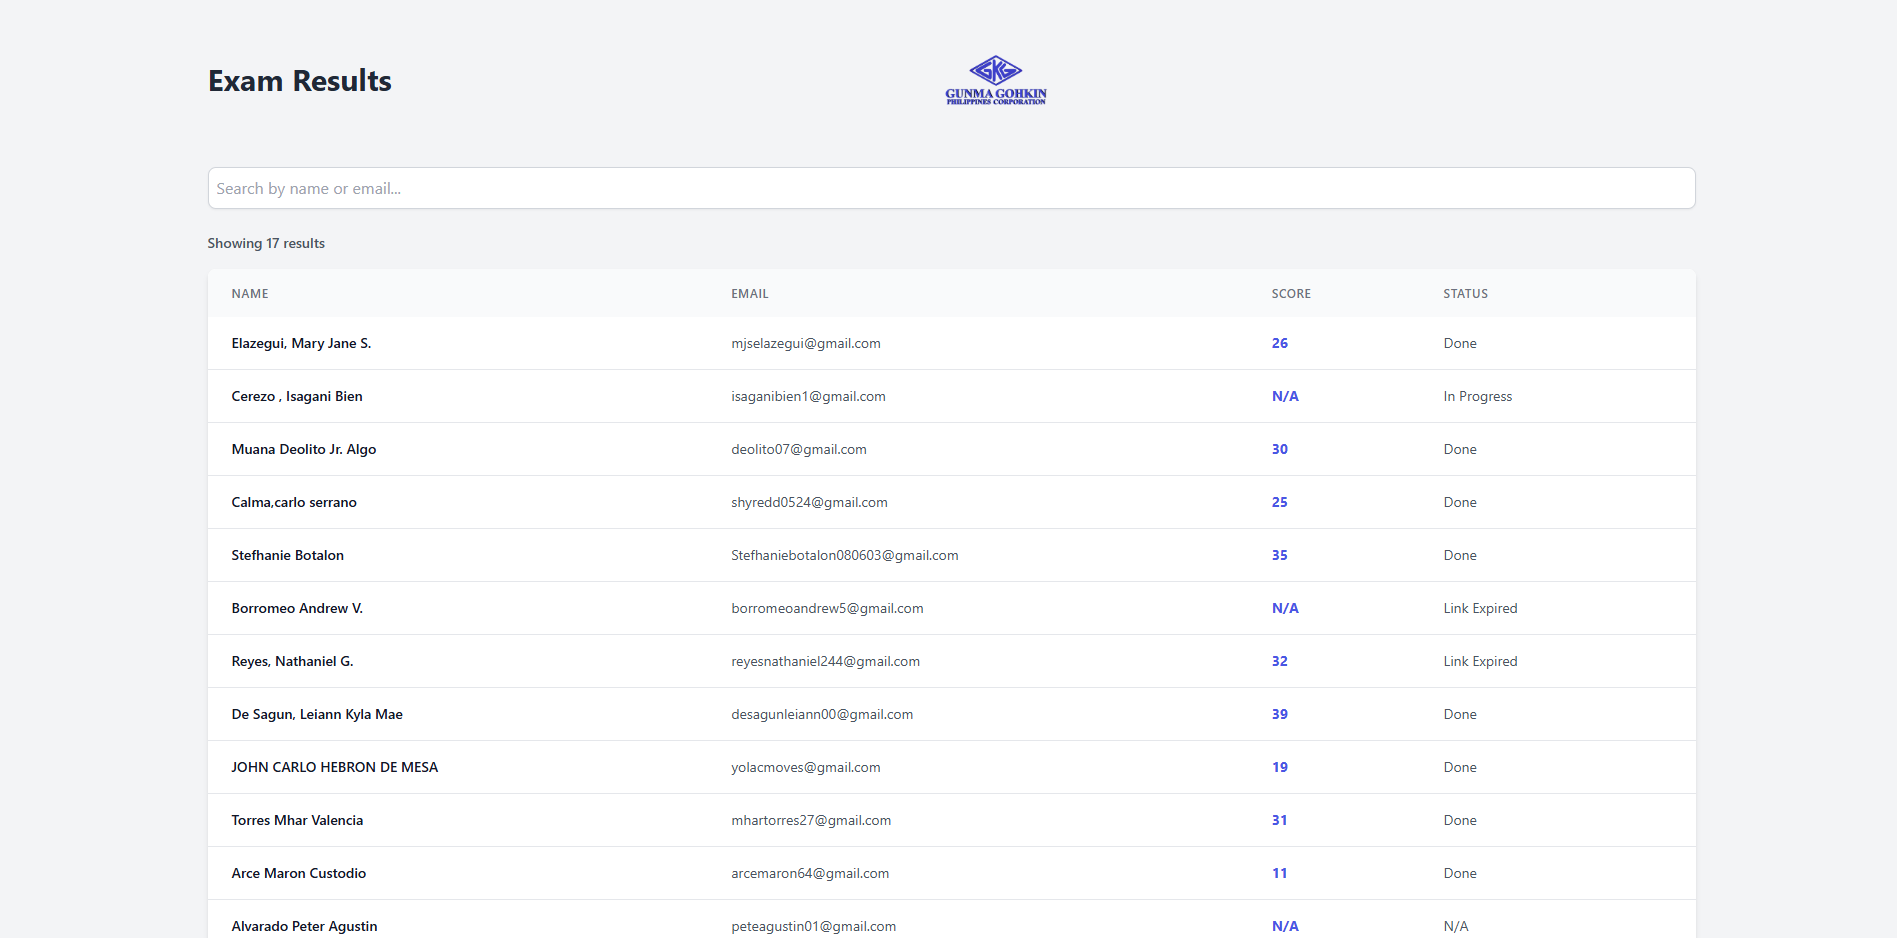 Exam Results
GKG
GUNMA GOHKIN
PHILIPPINES CORPORATION
Search by name or email...
Showing 17 results
NAME EMAIL SCORE STATUS
Elazegui, Mary Jane S. mjselazegui@gmail.com 26 Done
Cerezo , Isagani Bien isaganibien1@gmail.com N/A In Progress
Muana Deolito Jr. Algo deolito07@gmail.com 30 Done
Calma,carlo serrano shyredd0524@gmail.com 25 Done
Stefhanie Botalon Stefhaniebotalon080603@gmail.com 35 Done
Borromeo Andrew V. borromeoandrew5@gmail.com N/A Link Expired
Reyes, Nathaniel G. reyesnathaniel244@gmail.com 32 Link Expired
De Sagun, Leiann Kyla Mae desagunleiann00@gmail.com 39 Done
JOHN CARLO HEBRON DE MESA yolacmoves@gmail.com 19 Done
Torres Mhar Valencia mhartorres27@gmail.com 31 Done
Arce Maron Custodio arcemaron64@gmail.com 11 Done
Alvarado Peter Agustin peteagustin01@gmail.com N/A N/A